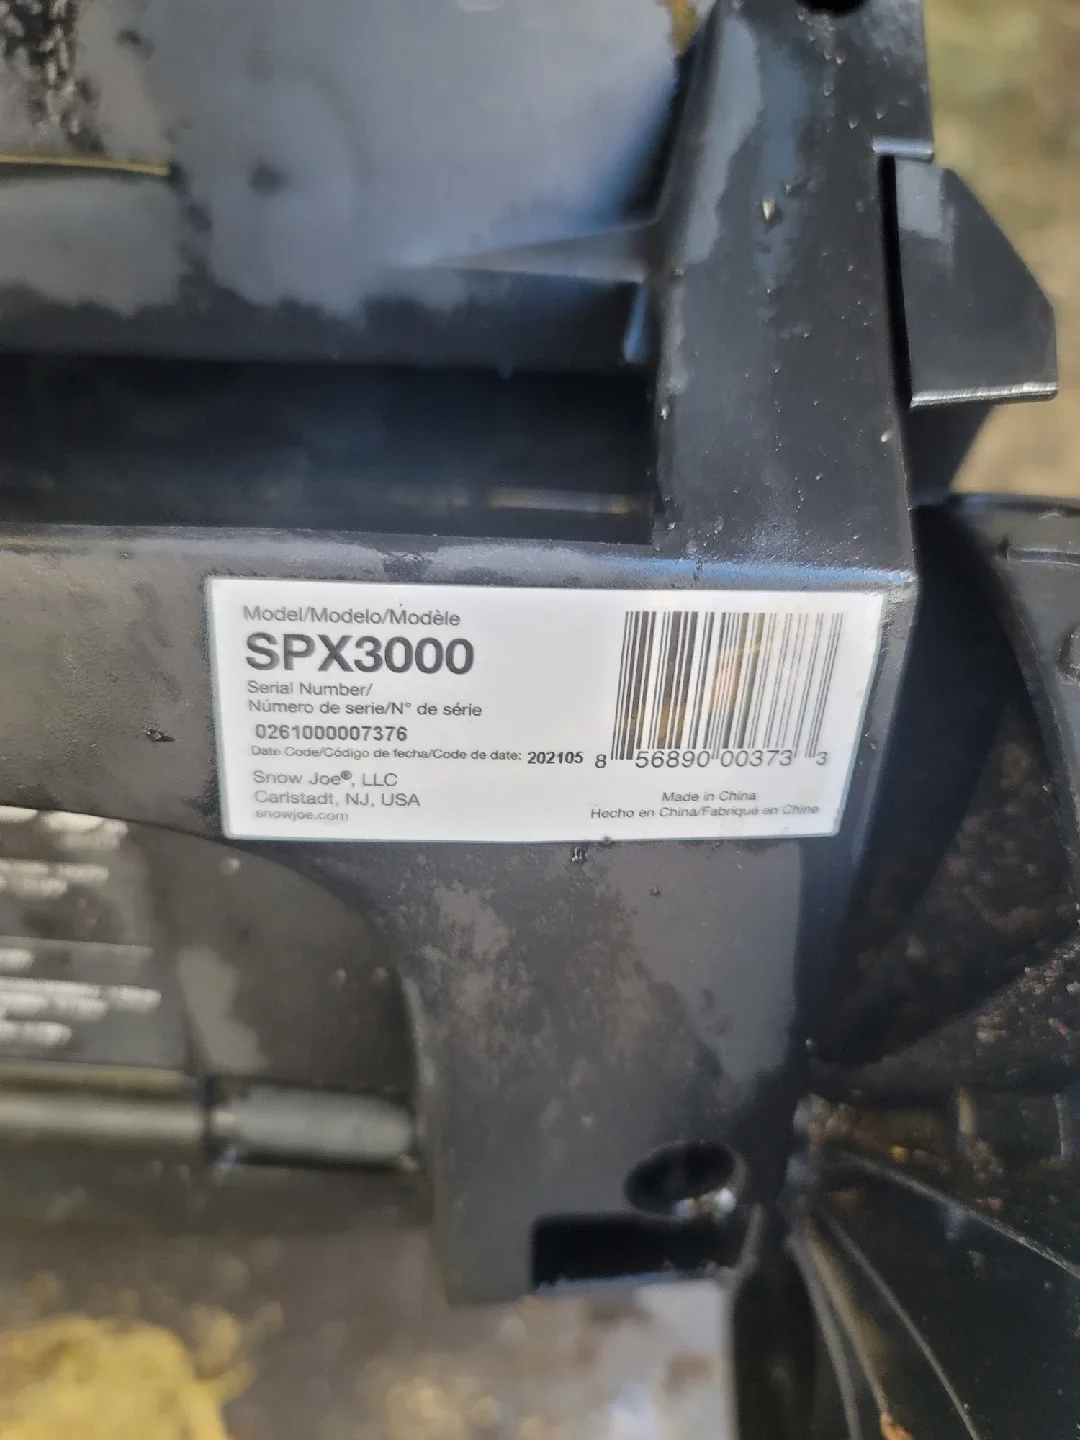 Model/Modelo/Modèle
SPX3000
Serial Number/
Número de serie/N° de série
0261000007376
Date Code/Código de fecha/Code de date: 202105
Snow Joe®, LLC
Carlstadt, NJ, USA
snowjoe.com
8 56890 00373 3
Made in China
Hecho en China/Fabriqué en Chine